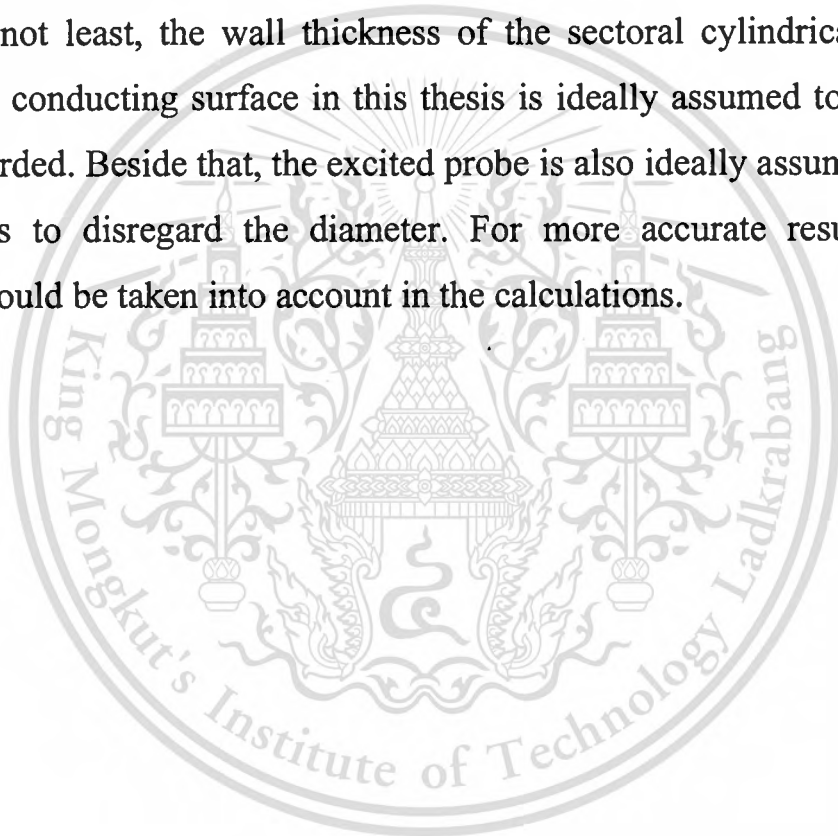 not least, the wall thickness of the sectoral cylindrica
conducting surface in this thesis is ideally assumed to
rded. Beside that, the excited probe is also ideally assum
s to disregard the diameter. For more accurate resu
ould be taken into account in the calculations.
King Mongkut's Institute of Technology Ladkrabang